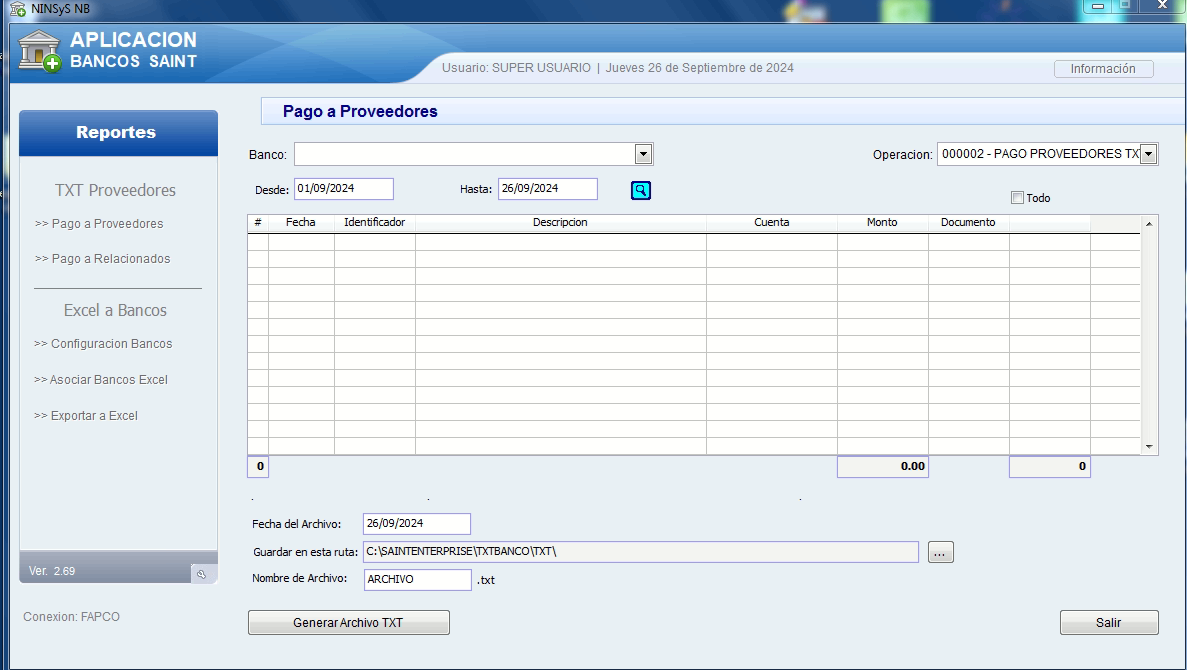 NINSyS NB
APLICACION
BANCOS SAINT
Usuario: SUPER USUARIO | Jueves 26 de Septiembre de 2024
Información
Reportes
TXT Proveedores
>> Pago a Proveedores
>> Pago a Relacionados
Excel a Bancos
>> Configuracion Bancos
>> Asociar Bancos Excel
>> Exportar a Excel
Ver. 2.69
Conexion: FAPCO
Pago a Proveedores
Banco:
Operacion: 000002 - PAGO PROVEEDORES TX
Desde: 01/09/2024 Hasta: 26/09/2024
Todo
# Fecha Identificador Descripcion Cuenta Monto Documento
0 0.00 0
Fecha del Archivo: 26/09/2024
Guardar en esta ruta: C:\SAINTENTERPRISE\TXTBANCO\TXT\ ...
Nombre de Archivo: ARCHIVO .txt
Generar Archivo TXT
Salir